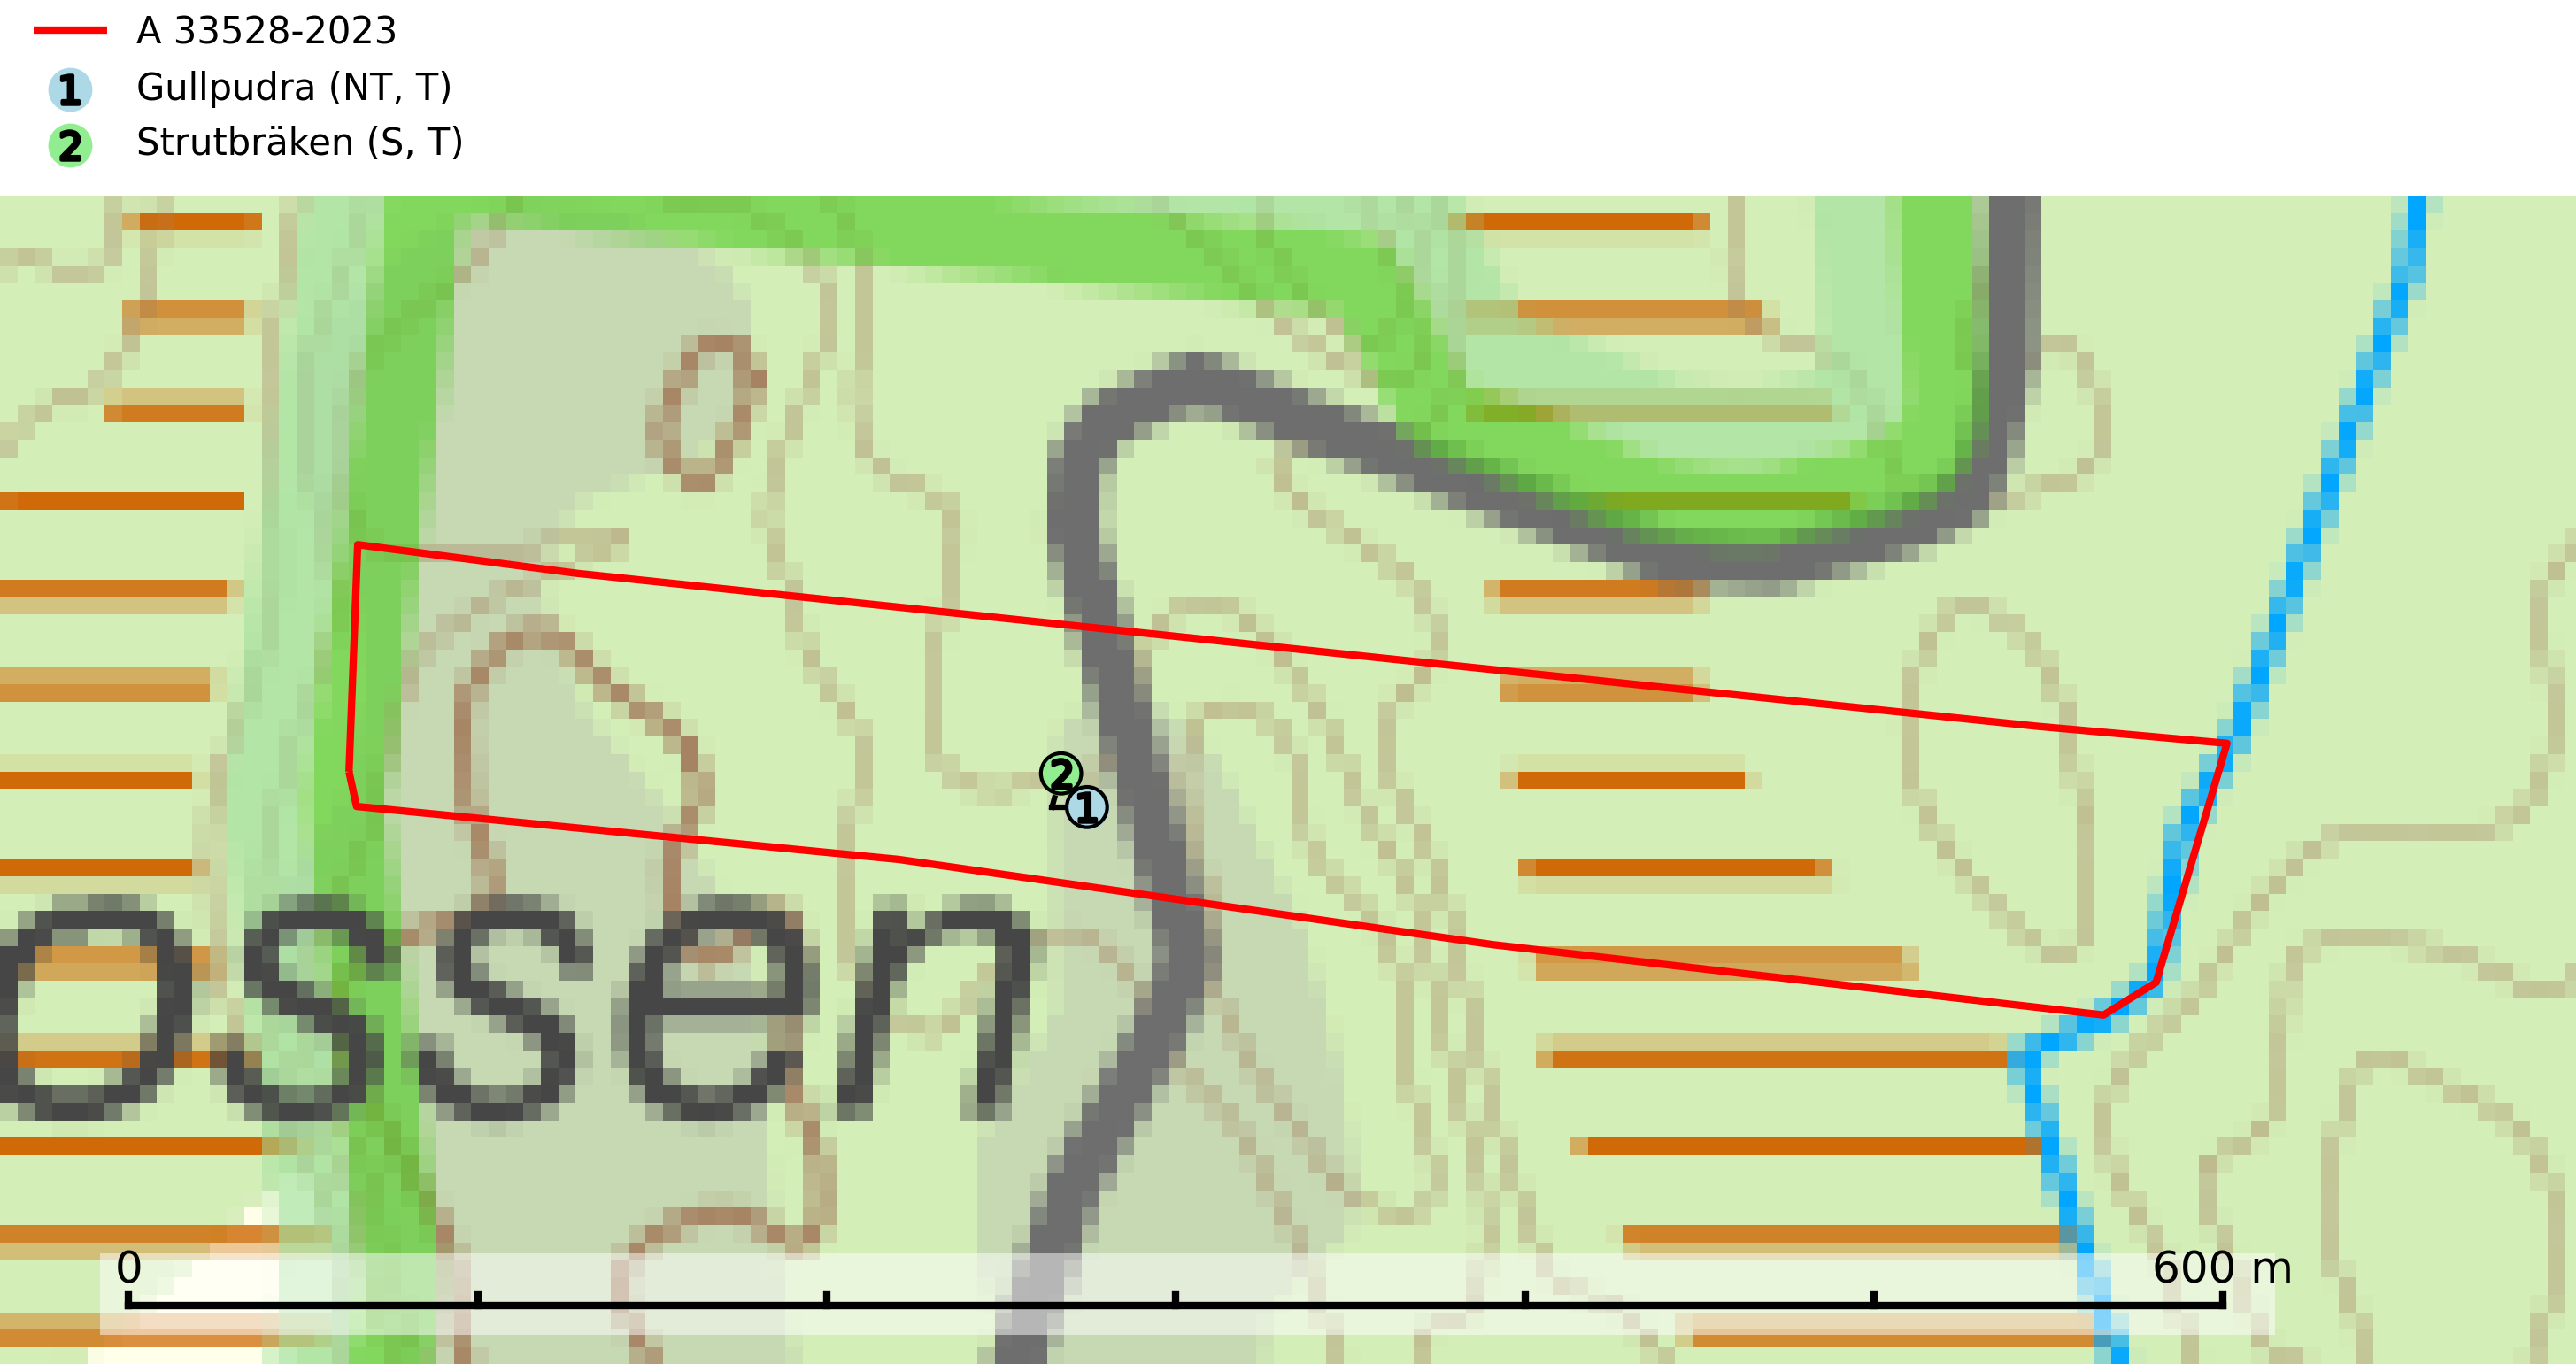 A 33528-2023
1 Gullpudra (NT, T)
2 Strutbräken (S, T)
2
1
ossen
0 600 m